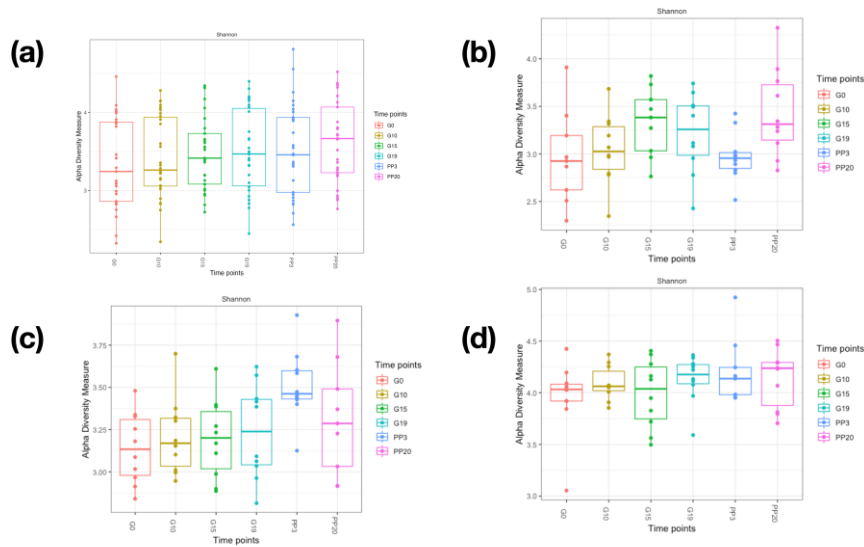 (a)
Shannon
Alpha Diversity Measure
4
3
G0
G10
G15
G19
PP3
PP20
Time points
Time points
G0
G10
G15
G19
PP3
PP20
(b)
Shannon
Alpha Diversity Measure
4.0
3.5
3.0
2.5
G0
G10
G15
G19
PP3
PP20
Time points
Time points
G0
G10
G15
G19
PP3
PP20
(c)
Shannon
Alpha Diversity Measure
3.75
3.50
3.25
3.00
G0
G10
G15
G19
PP3
PP20
Time points
Time points
G0
G10
G15
G19
PP3
PP20
(d)
Shannon
Alpha Diversity Measure
5.0
4.5
4.0
3.5
3.0
G0
G10
G15
G19
PP3
PP20
Time points
Time points
G0
G10
G15
G19
PP3
PP20